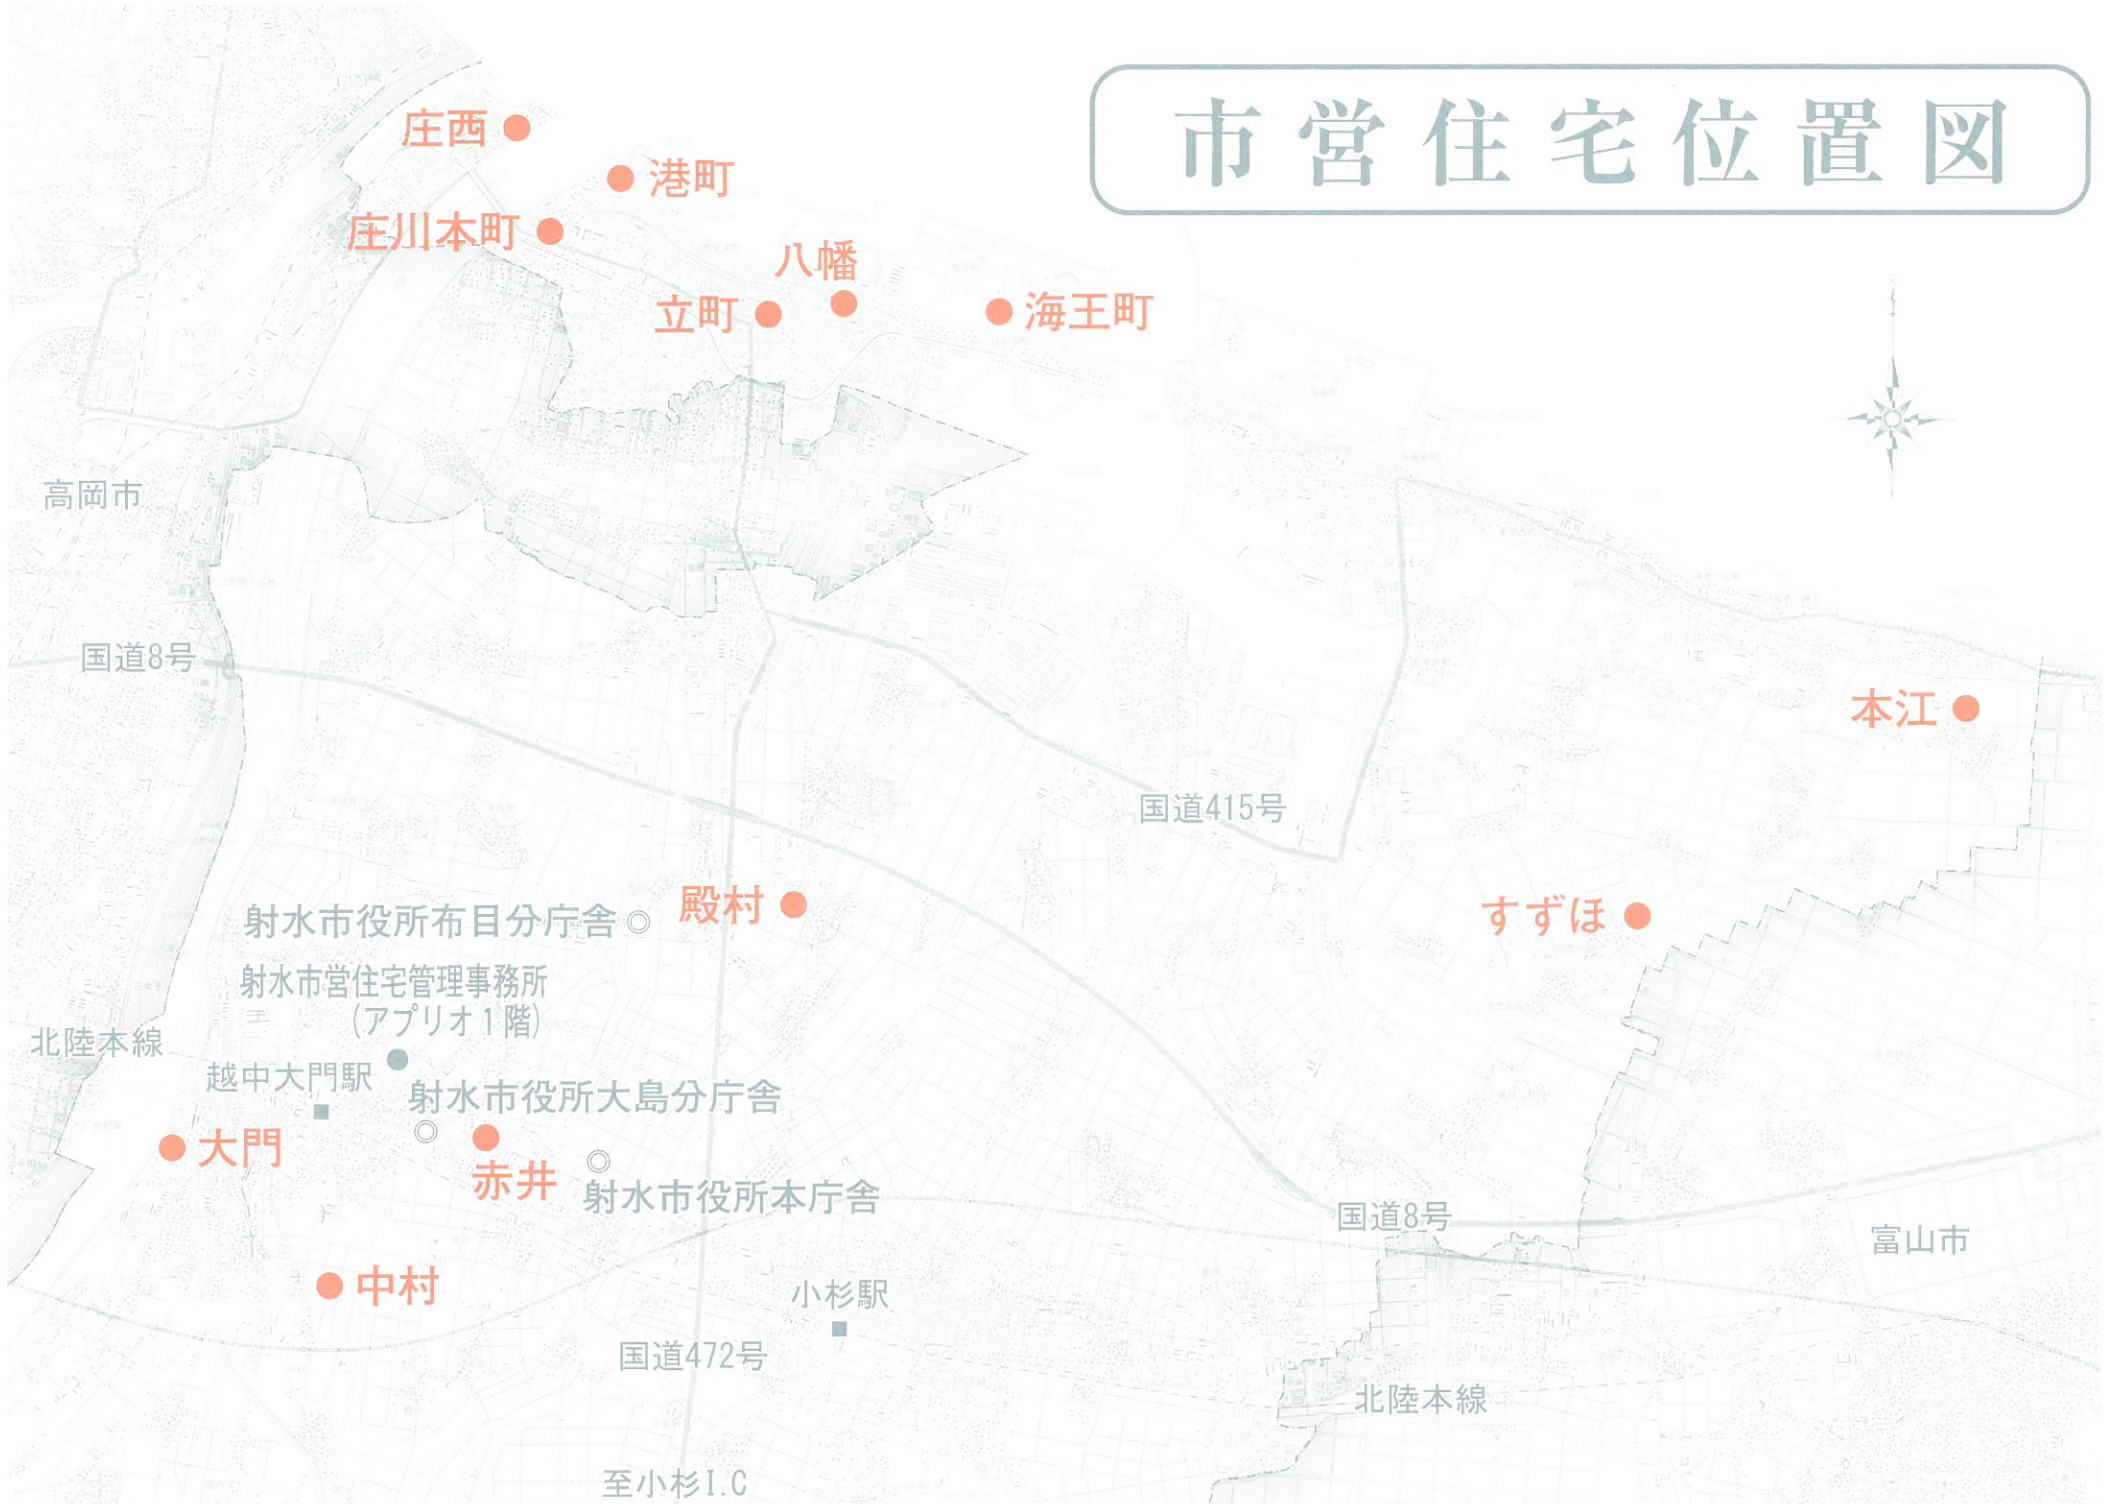 市営住宅位置図
庄西
港町
庄川本町
八幡
立町
海王町
高岡市
国道8号
本江
国道415号
殿村
すずほ
射水市役所布目分庁舎
射水市営住宅管理事務所
(アプリオ1階)
北陸本線
越中大門駅
射水市役所大島分庁舎
大門
赤井
射水市役所本庁舎
国道8号
富山市
中村
小杉駅
国道472号
北陸本線
至小杉I.C